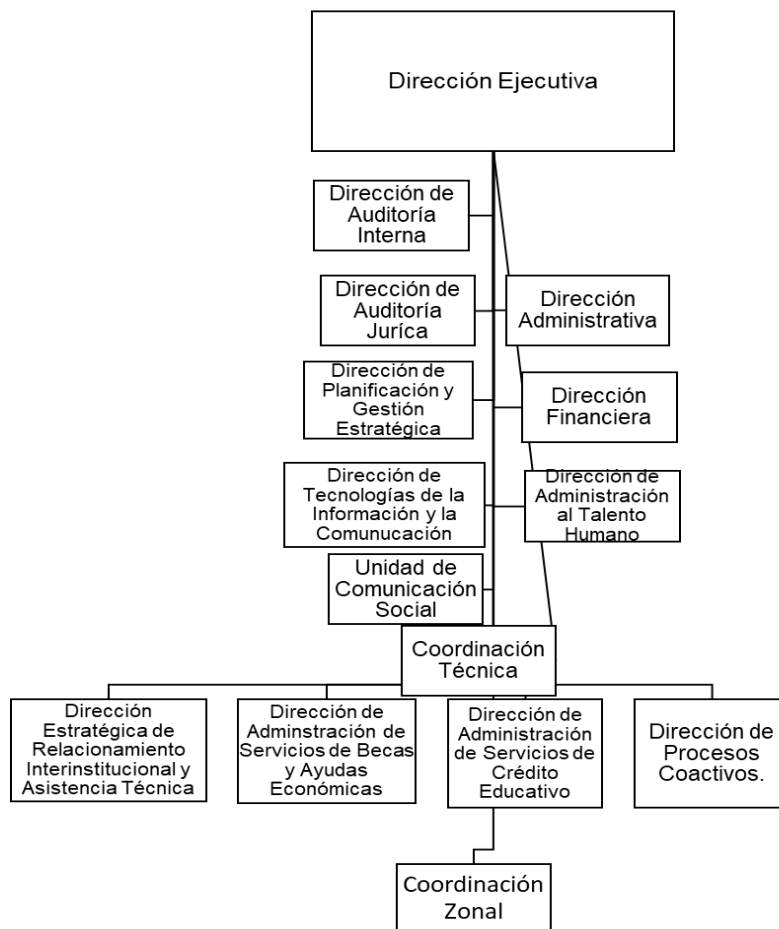 Dirección Ejecutiva
Dirección de
Auditoría
Interna
Dirección de
Auditoría
Juríca
Dirección
Administrativa
Dirección de
Planificación y
Gestión
Estratégica
Dirección
Financiera
Dirección de
Tecnologías de la
Información y la
Comunucación
Dirección de
Administración
al Talento
Humano
Unidad de
Comunicación
Social
Coordinación
Técnica
Dirección
Estratégica de
Relacionamiento
Interinstitucional y
Asistencia Técnica
Dirección de
Adminstración de
Servicios de Becas
y Ayudas
Económicas
Dirección de
Administración
de Servicios de
Crédito
Educativo
Dirección de
Procesos
Coactivos.
Coordinación
Zonal